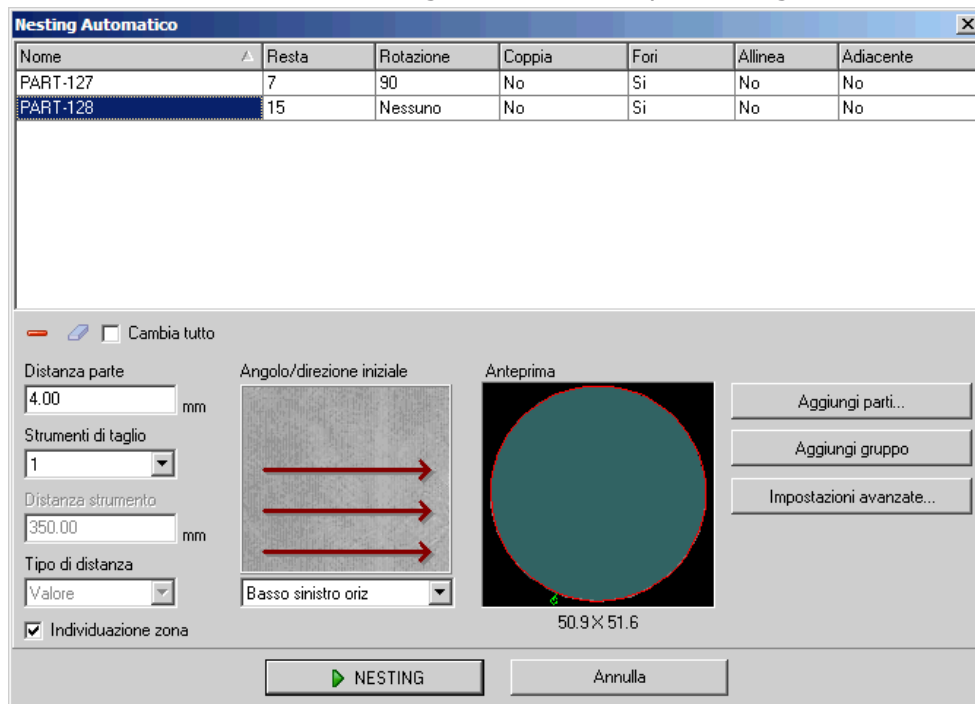 Nesting Automatico
Nome Resta Rotazione Coppia Fori Allinea Adiacente
PART-127 7 90 No Si No No
PART-128 15 Nessuno No Si No No
Cambia tutto
Distanza parte Angolo/direzione iniziale Anteprima
4.00 mm
Aggiungi parti...
Strumenti di taglio
1
Aggiungi gruppo
Distanza strumento
350.00 mm
Impostazioni avanzate...
Tipo di distanza
Valore
Basso sinistro oriz
50.9 X 51.6
Individuazione zona
NESTING Annulla